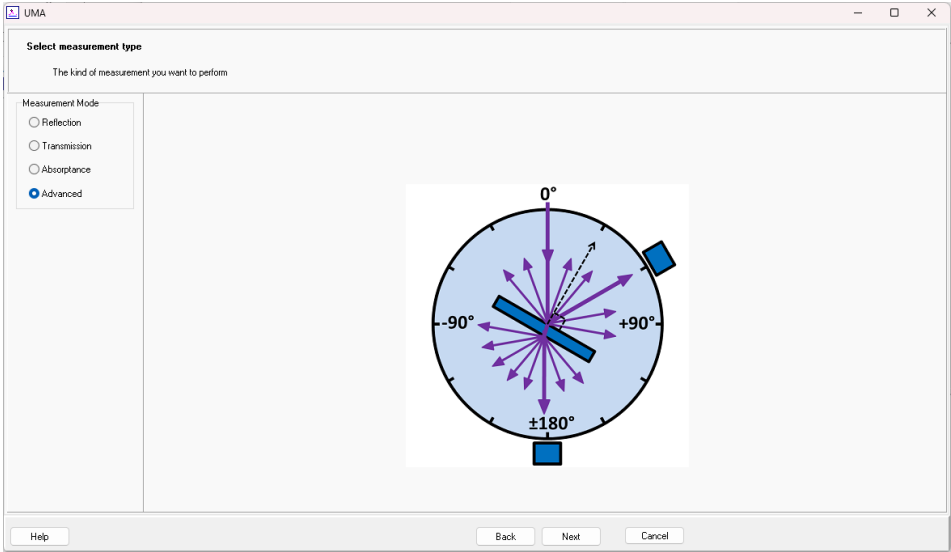 UMA
Select measurement type
The kind of measurement you want to perform
Measurement Mode
Reflection
Transmission
Absorptance
Advanced
0°
-90°
+90°
±180°
Help
Back
Next
Cancel